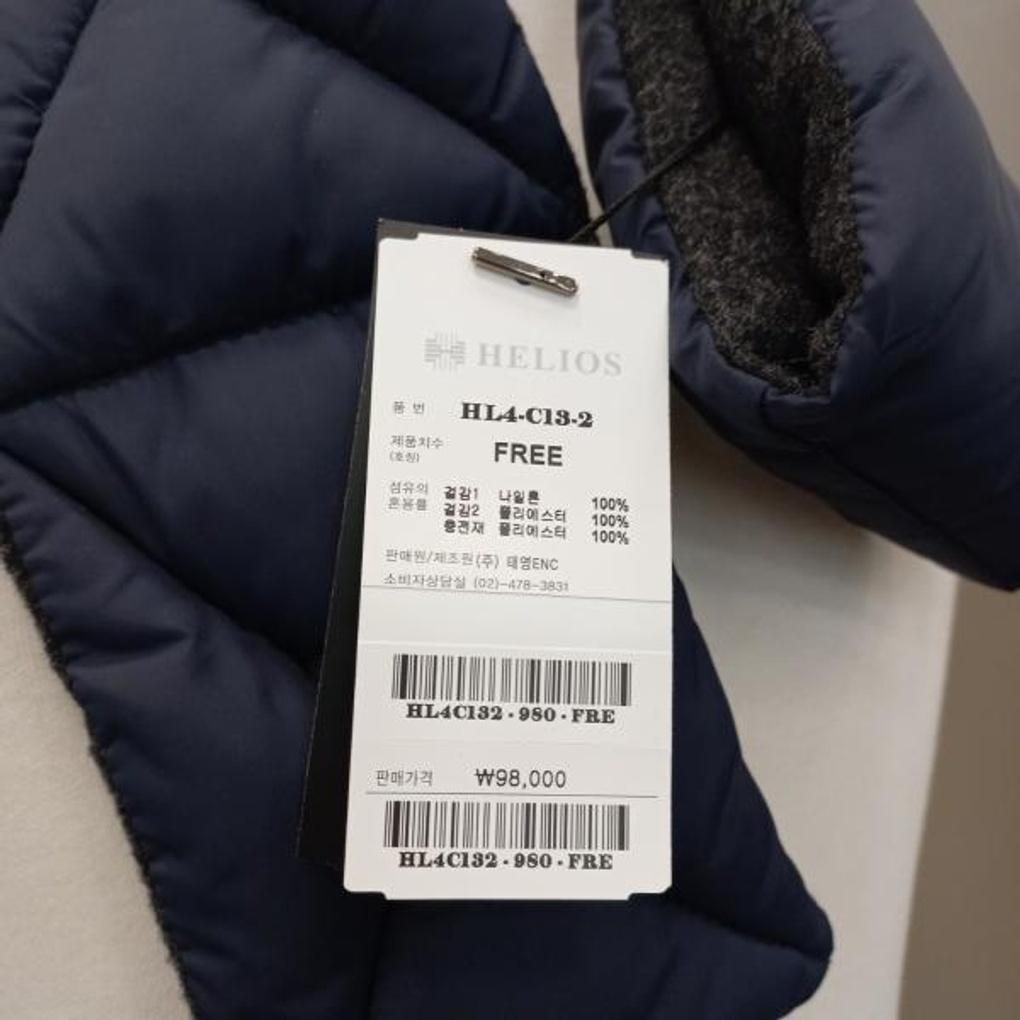 HELIOS
품 번 HL4-C13-2
제품치수 FREE
(호칭)
섬유의 겉감1 나일론 100%
혼용률 겉감2 폴리에스터 100%
충전재 폴리에스터 100%
판매원/제조원(주) 태영ENC
소비자상담실 (02)-478-3831
HL4C132-980-FRE
판매가격 ₩98,000
HL4C132-980-FRE